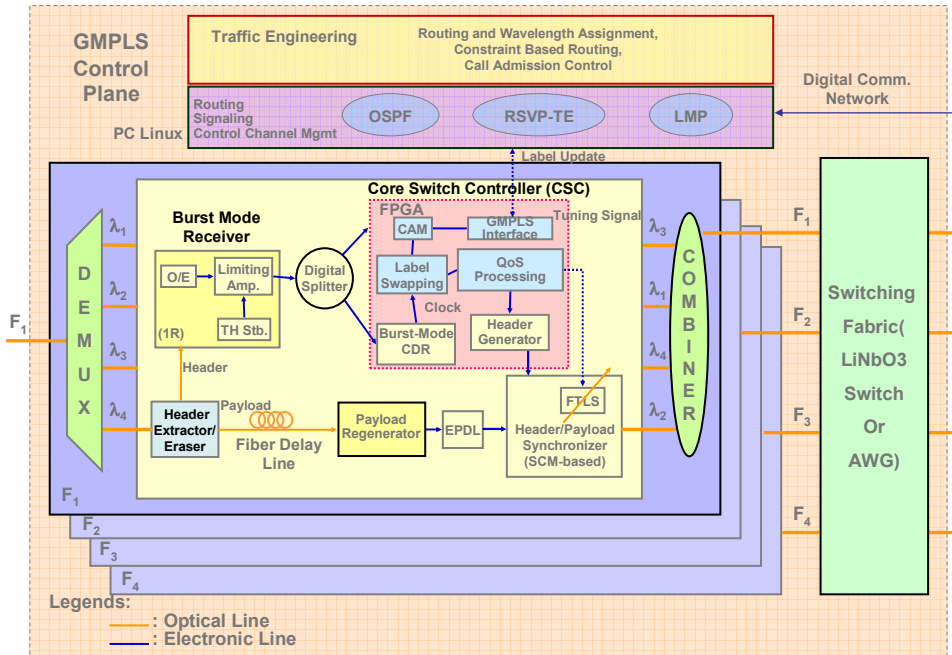 GMPLS
Control
Plane
Traffic Engineering
Routing and Wavelength Assignment,
Constraint Based Routing,
Call Admission Control
Routing
Signaling
Control Channel Mgmt
PC Linux
OSPF
RSVP-TE
LMP
Digital Comm.
Network
Label Update
Core Switch Controller (CSC)
FPGA
Tuning Signal
Burst Mode
Receiver
O/E
Limiting
Amp.
TH Stb.
(1R)
Header
Digital
Splitter
CAM
GMPLS
Interface
Label
Swapping
QoS
Processing
Clock
Burst-Mode
CDR
Header
Generator
F1
DEMUX
λ1
λ2
λ3
λ4
Header
Extractor/
Eraser
Payload
Fiber Delay
Line
Payload
Regenerator
EPDL
FTLS
Header/Payload
Synchronizer
(SCM-based)
λ3
λ1
λ4
λ2
COMBINER
F1
F2
F3
F4
Switching
Fabric(
LiNbO3
Switch
Or
AWG)
F1
F2
F3
F4
Legends:
: Optical Line
: Electronic Line